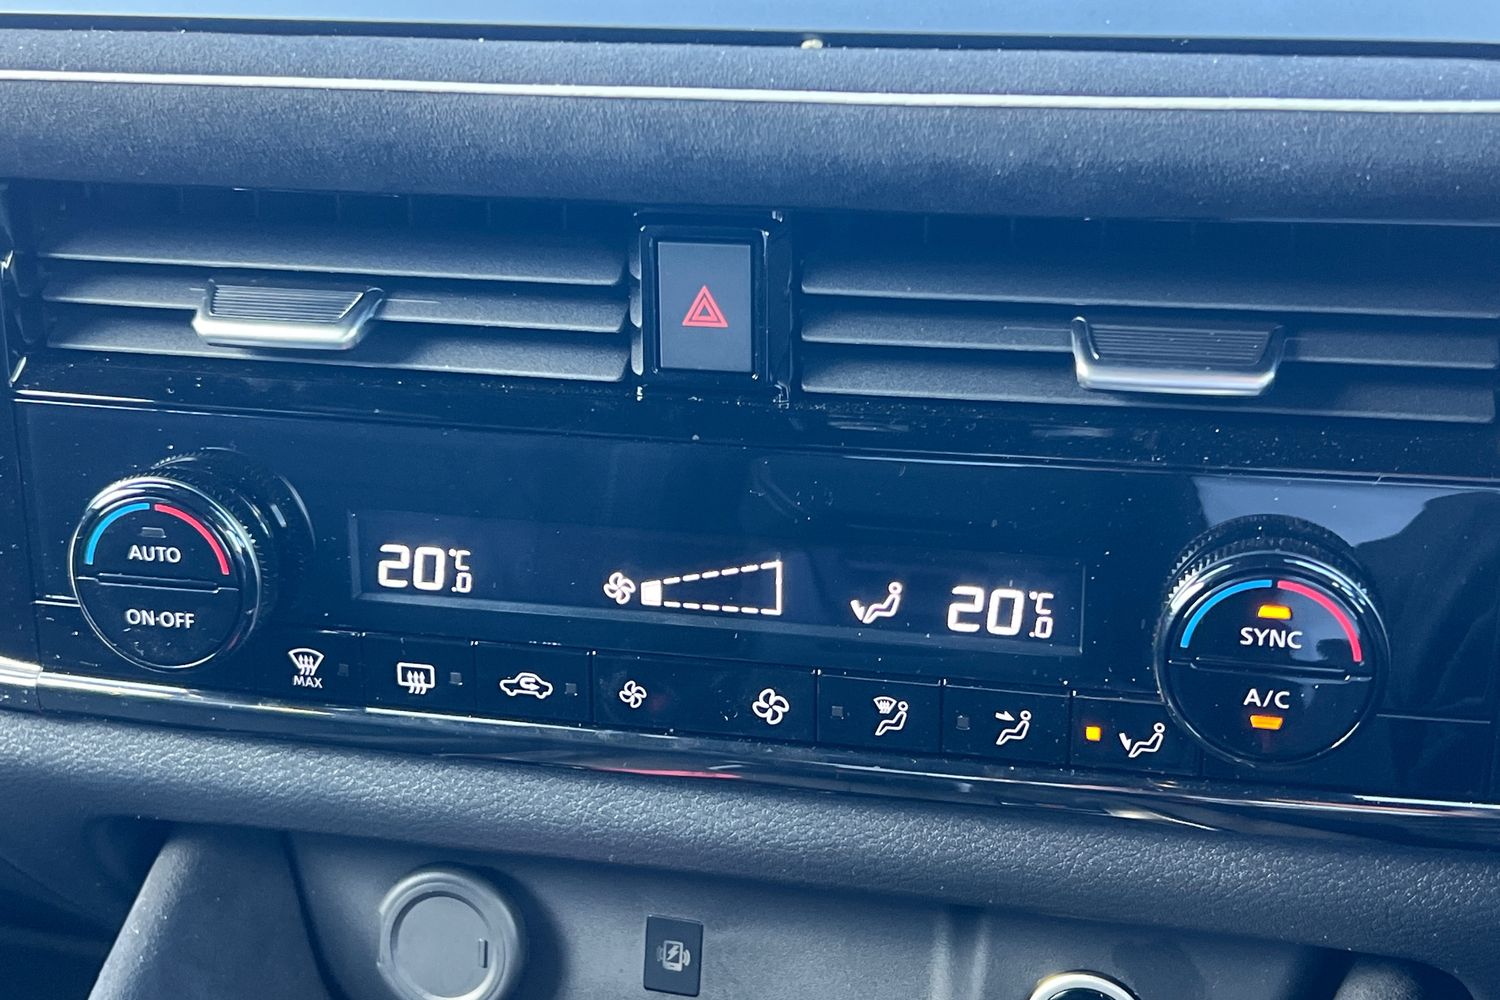 20.0°C
20.0°C
AUTO
ON·OFF
SYNC
A/C
MAX